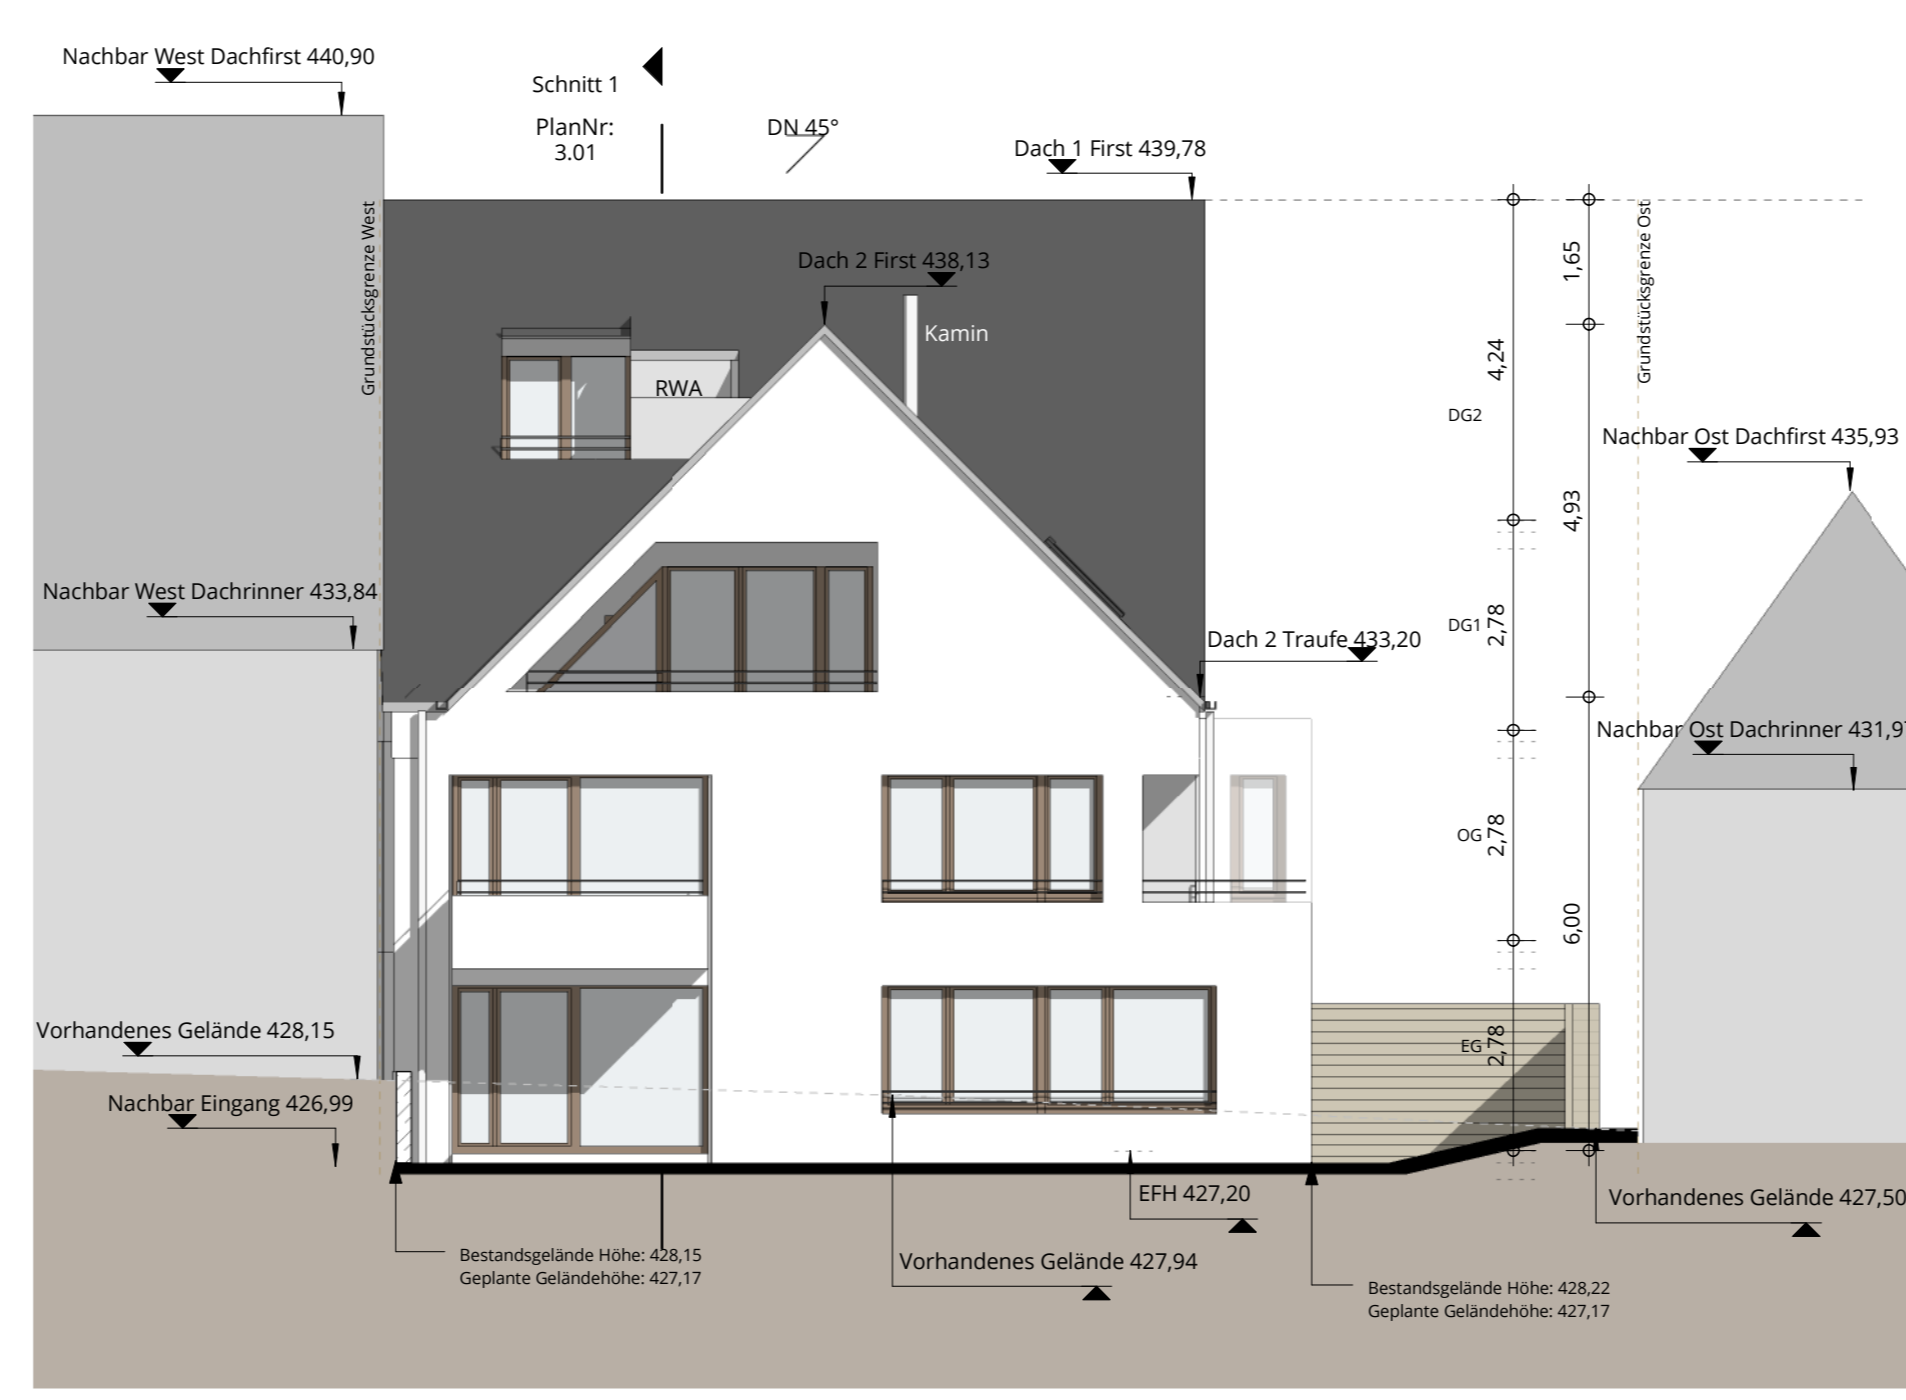 Nachbar West Dachfirst 440,90
Schnitt 1
PlanNr:
3.01
DN 45°
Dach 1 First 439,78
Grundstücksgrenze West
Grundstücksgrenze Ost
1,65
Dach 2 First 438,13
Kamin
4,24
RWA
DG2
Nachbar Ost Dachfirst 435,93
4,93
Nachbar West Dachrinner 433,84
DG1
2,78
Dach 2 Traufe 433,20
Nachbar Ost Dachrinner 431,9
OG
2,78
6,00
Vorhandenes Gelände 428,15
EG
2,78
Nachbar Eingang 426,99
EFH 427,20
Vorhandenes Gelände 427,50
Bestandsgelände Höhe: 428,15
Geplante Geländehöhe: 427,17
Vorhandenes Gelände 427,94
Bestandsgelände Höhe: 428,22
Geplante Geländehöhe: 427,17